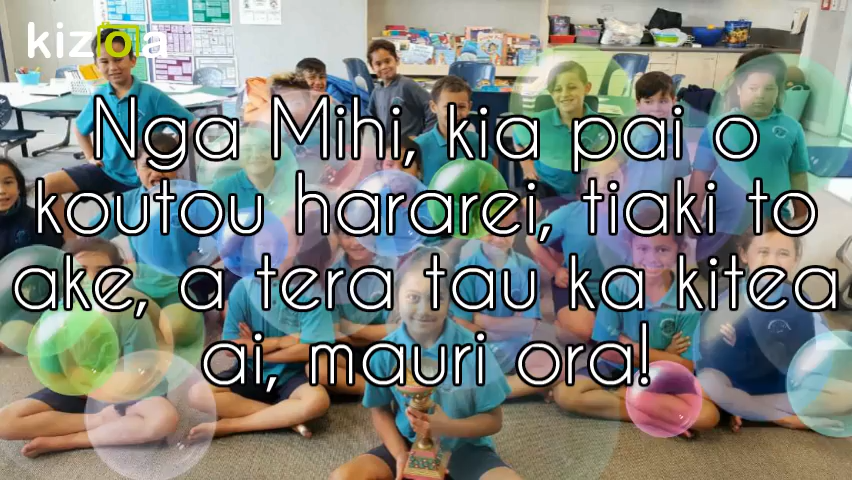 kizoa
Nga Mihi, kia pai o
koutou hararei, tiaki to
ake, a tera tau ka kitea
ai, mauri ora!